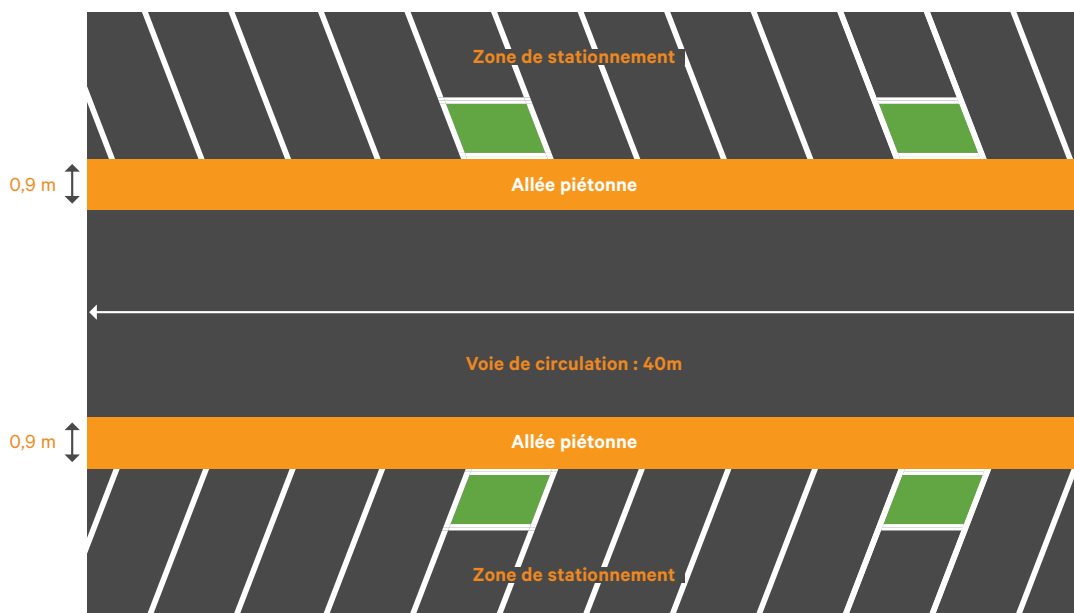 Zone de stationnement
0,9 m
Allée piétonne
Voie de circulation : 40m
0,9 m
Allée piétonne
Zone de stationnement